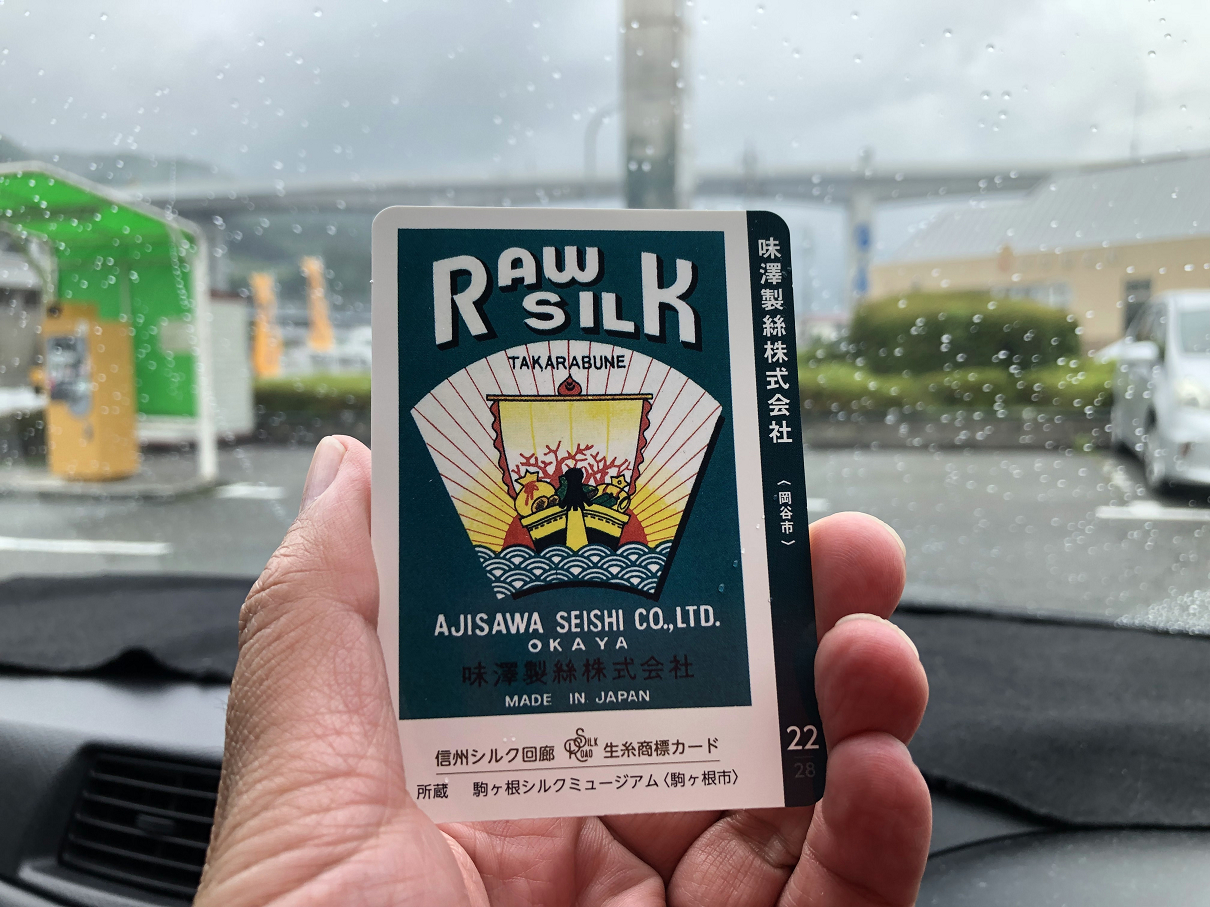 RAW
SILK
TAKARABUNE
AJISAWA SEISHI CO.,LTD.
OKAYA
味澤製絲株式会社
MADE IN JAPAN
信州シルク回廊 SILK ROAD 生糸商標カード
所蔵 駒ヶ根シルクミュージアム〈駒ヶ根市〉
味澤製絲株式会社
〈岡谷市〉
22
28